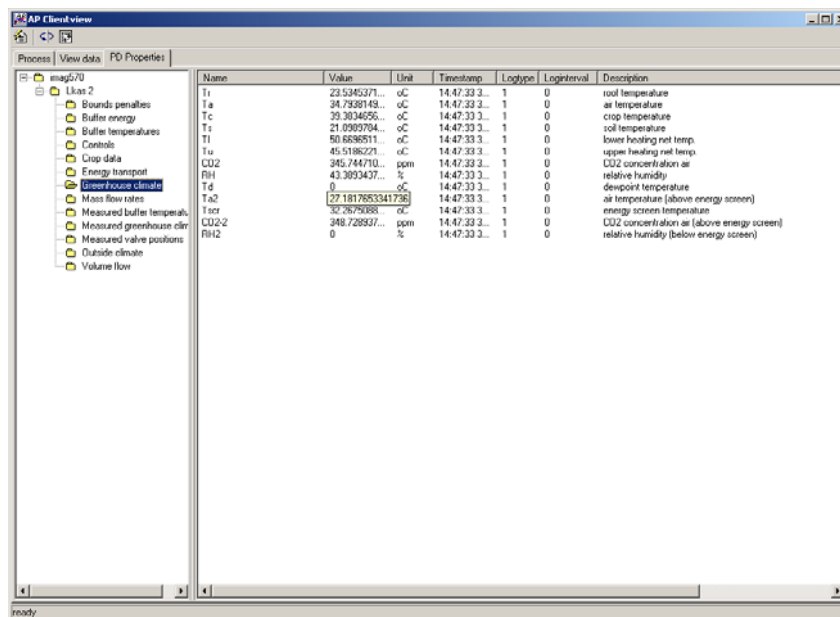 AP Clientview
Process View data PD Properties
mag570
Ukas 2
Bounds penalties
Buffer energy
Buffer temperatures
Controls
Crop data
Energy transport
Greenhouse climate
Mass flow rates
Measured buffer temperatu
Measured greenhouse clim
Measured valve positions
Outside climate
Volume flow
Name Value Unit Timestamp Logtype Loginterval Description
Tr 23.5345371... oC 14:47:33 3... 1 0 roof temperature
Ta 34.7938149... oC 14:47:33 3... 1 0 air temperature
Tc 39.3834656... oC 14:47:33 3... 1 0 crop temperature
Ts 21.0989784... oC 14:47:33 3... 1 0 soil temperature
Tl 50.6696511... oC 14:47:33 3... 1 0 lower heating net temp.
Tu 45.5186221... oC 14:47:33 3... 1 0 upper heating net temp.
CO2 345.744710... ppm 14:47:33 3... 1 0 CO2 concentration air
RH 43.3893437... % 14:47:33 3... 1 0 relative humidity
Td 0 oC 14:47:33 3... 1 0 dewpoint temperature
Ta2 27.1817653341736 14:47:33 3... 1 0 air temperature (above energy screen)
Tscr 32.2675088... oC 14:47:33 3... 1 0 energy screen temperature
CO2-2 348.728937... ppm 14:47:33 3... 1 0 CO2 concentration air (above energy screen)
RH2 0 % 14:47:33 3... 1 0 relative humidity (below energy screen)
ready